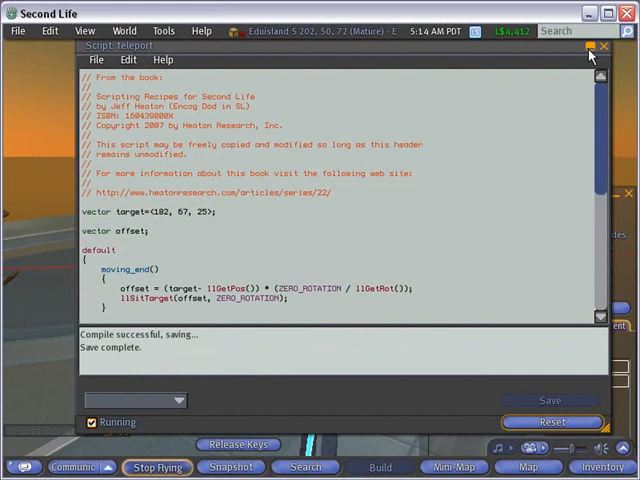 Second Life
File Edit View World Tools Help Eduisland 5 202, 50, 72 (Mature) - E 5:14 AM PDT L$4,412 Search
Script: teleport
File Edit Help
// From the book:
//
// Scripting Recipes for Second Life
// by Jeff Heaton (Encog Dod in SL)
// ISBN: 160439000X
// Copyright 2007 by Heaton Research, Inc.
//
// This script may be freely copied and modified so long as this header
// remains unmodified.
//
// For more information about this book visit the following web site:
//
// http://www.heatonresearch.com/articles/series/22/
vector target=<182, 67, 25>;
vector offset;
default
{
moving_end()
{
offset = (target- llGetPos()) * (ZERO_ROTATION / llGetRot());
llSitTarget(offset, ZERO_ROTATION);
}
Compile successful, saving...
Save complete.
Save
Running
Reset
Release Keys
Communic Stop Flying Snapshot Search Build Mini-Map Map Inventory